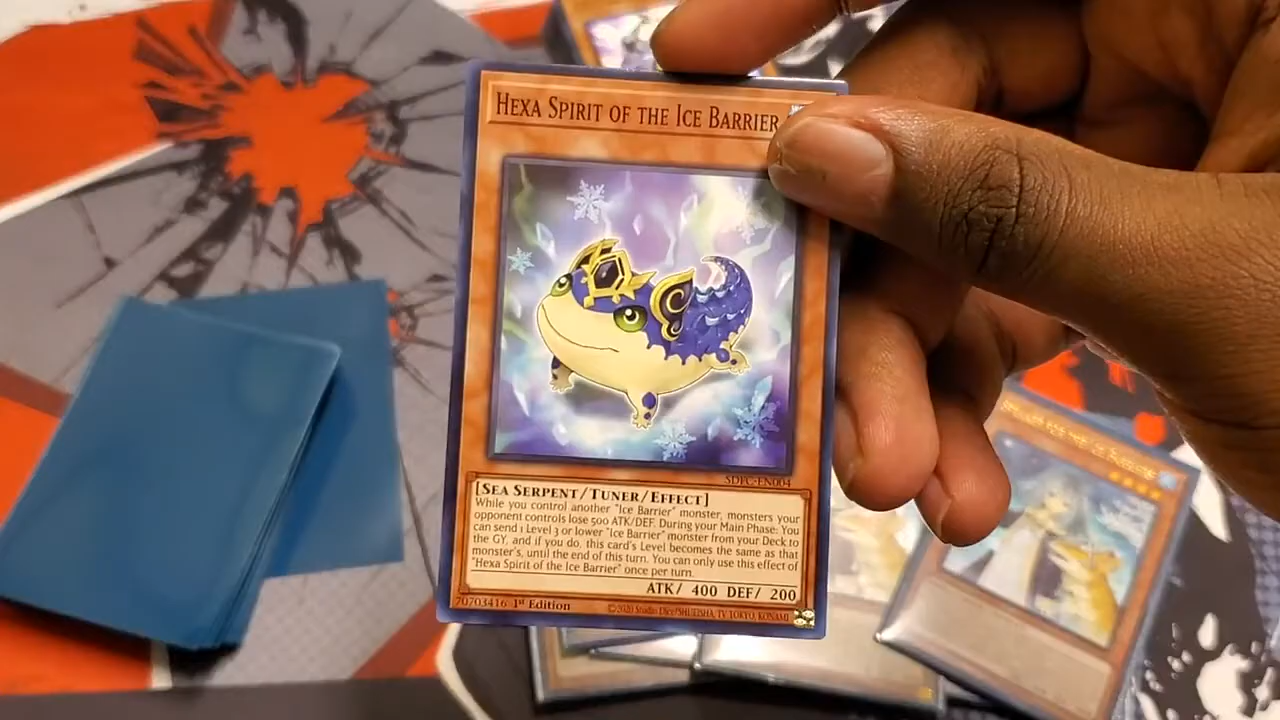 HEXA SPIRIT OF THE ICE BARRIER
SDFC-EN004
[SEA SERPENT/TUNER/EFFECT]
While you control another "Ice Barrier" monster, monsters your
opponent controls lose 500 ATK/DEF. During your Main Phase: You
can send 1 Level 3 or lower "Ice Barrier" monster from your Deck to
the GY, and if you do, this card's Level becomes the same as that
monster's, until the end of this turn. You can only use this effect of
"Hexa Spirit of the Ice Barrier" once per turn.
ATK/ 400 DEF/ 200
70703416 1st Edition ©2020 Studio Dice/SHUEISHA, TV TOKYO, KONAMI